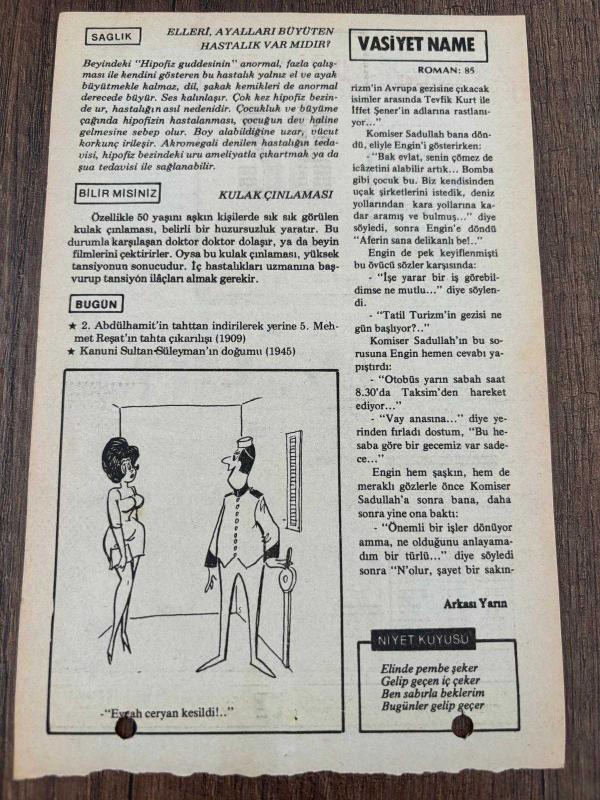 SAĞLIK
ELLERİ, AYALLARI BÜYÜTEN
HASTALIK VAR MIDIR?
Beyindeki "Hipofiz guddesinin" anormal, fazla çalış-
ması ile kendini gösteren bu hastalık yalnız el ve ayak
büyütmekle kalmaz, dil, şakak kemikleri de anormal
derecede büyür. Ses kalınlaşır. Çok kez hipofiz bezin-
de ur, hastalığın asıl nedenidir. Çocukluk ve büyüme
çağında hipofizin hastalanması, çocuğun dev haline
gelmesine sebep olur. Boy alabildiğine uzar, vücut
korkunç irileşir. Akromegali denilen hastalığın teda-
visi, hipofiz bezindeki uru ameliyatla çıkartmak ya da
şua tedavisi ile sağlanabilir.
BİLİR MİSİNİZ
KULAK ÇINLAMASI
Özellikle 50 yaşını aşkın kişilerde sık sık görülen
kulak çınlaması, belirli bir huzursuzluk yaratır. Bu
durumla karşılaşan doktor doktor dolaşır, ya da beyin
filmlerini çektirirler. Oysa bu kulak çınlaması, yüksek
tansiyonun sonucudur. İç hastalıkları uzmanına baş-
vurup tansiyón ilâçları almak gerekir.
BUGÜN
★ 2. Abdülhamit'in tahttan indirilerek yerine 5. Meh-
met Reşat'ın tahta çıkarılışı (1909)
★ Kanuni Sultan Süleyman'ın doğumu (1945)
-"Eyvah ceryan kesildi!.."
VASİYET NAME
ROMAN: 85
rizm'in Avrupa gezisine çıkacak
isimler arasında Tevfik Kurt ile
İffet Şener'in adlarına rastlanı-
yor..."
Komiser Sadullah bana dön-
dü, eliyle Engin'i gösterirken:
- "Bak evlat, senin çömez de
icâzetini alabilir artık... Bomba
gibi çocuk bu. Biz kendisinden
uçak şirketlerini istedik, deniz
yollarından kara yollarına ka-
dar aramış ve bulmuş..." diye
söyledi, sonra Engin'e döndü
"Aferin sana delikanlı be!.."
Engin de pek keyiflenmişti
bu övücü sözler karşısında:
- "İşe yarar bir iş görebil-
dimse ne mutlu..." diye söylen-
di.
- "Tatil Turizm'in gezisi ne
gün başlıyor?.."
Komiser Sadullah'ın bu so-
rusuna Engin hemen cevabı ya-
pıştırdı:
- "Otobüs yarın sabah saat
8.30'da Taksim'den hareket
ediyor..."
- "Vay anasına..." diye ye-
rinden fırladı dostum, "Bu he-
saba göre bir gecemiz var sade-
ce..."
Engin hem şaşkın, hem de
meraklı gözlerle önce Komiser
Sadullah'a sonra bana, daha
sonra yine ona baktı:
- "Önemli bir işler dönüyor
amma, ne olduğunu anlayama-
dım bir türlü..." diye söyledi
sonra "N'olur, şayet bir sakın-
Arkası Yarın
NİYET KUYUSU
Elinde pembe şeker
Gelip geçen iç çeker
Ben sabırla beklerim
Bugünler gelip geçer